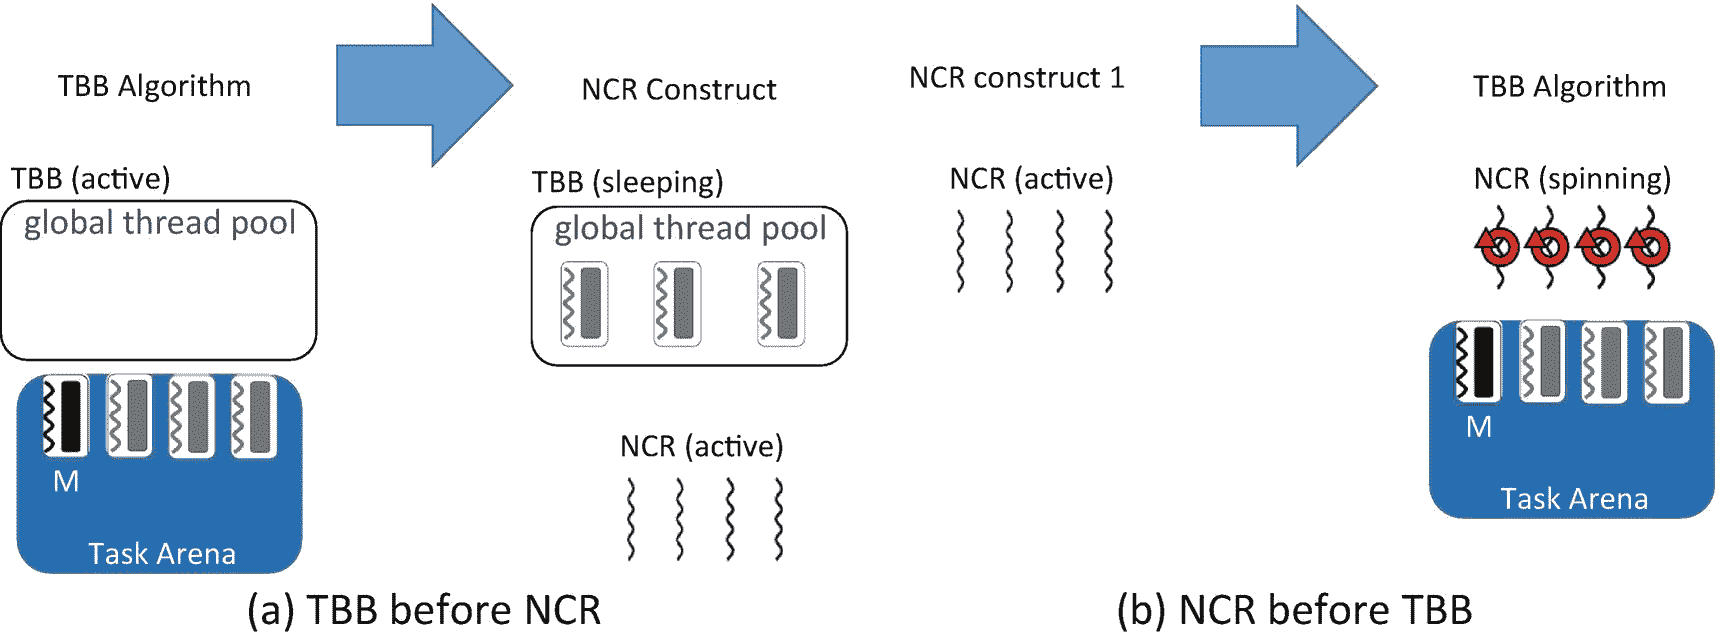 TBB Algorithm
NCR Construct
TBB (active)
global thread pool
TBB (sleeping)
global thread pool
M
Task Arena
NCR (active)
(a) TBB before NCR
NCR construct 1
TBB Algorithm
NCR (active)
NCR (spinning)
M
Task Arena
(b) NCR before TBB